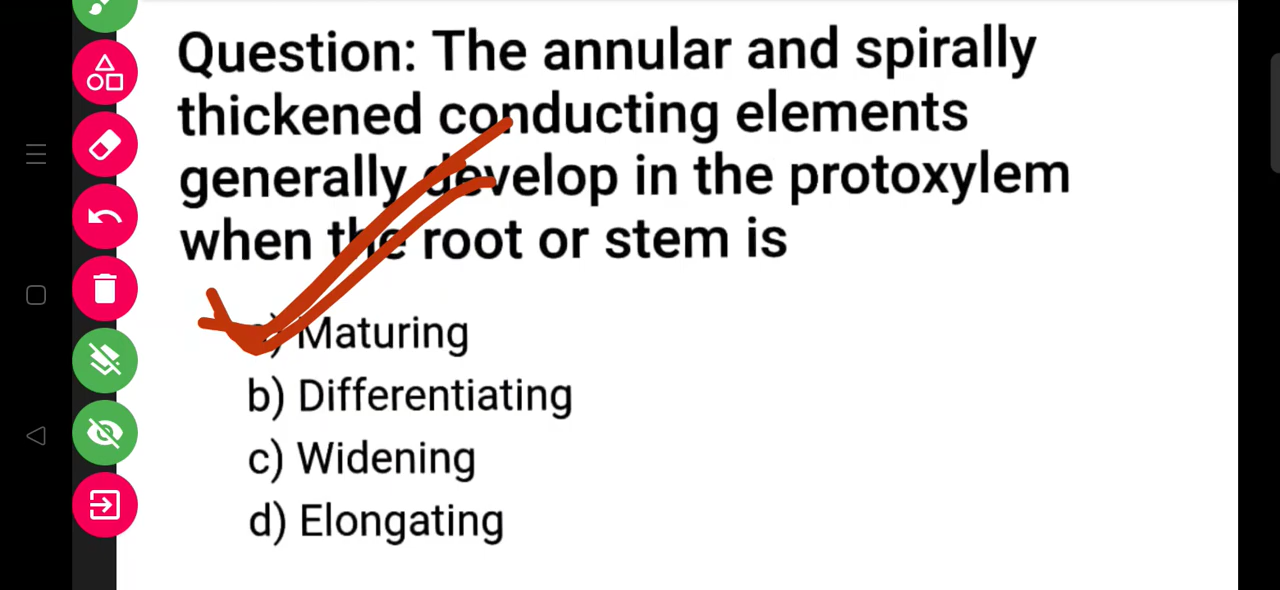 Question: The annular and spirally
thickened conducting elements
generally develop in the protoxylem
when the root or stem is
a) Maturing
b) Differentiating
c) Widening
d) Elongating